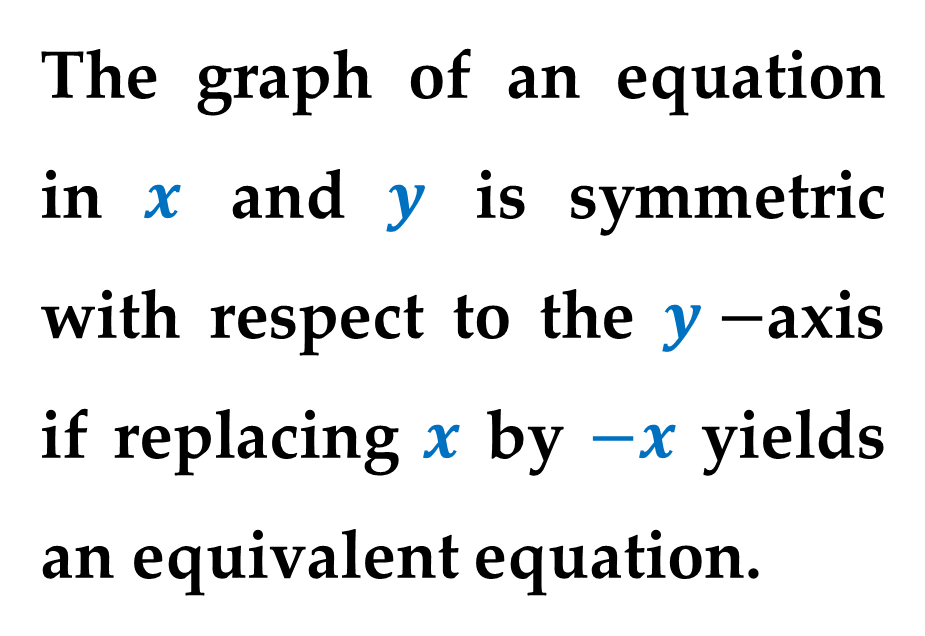 The graph of an equation
in x and y is symmetric
with respect to the y –axis
if replacing x by −x yields
an equivalent equation.